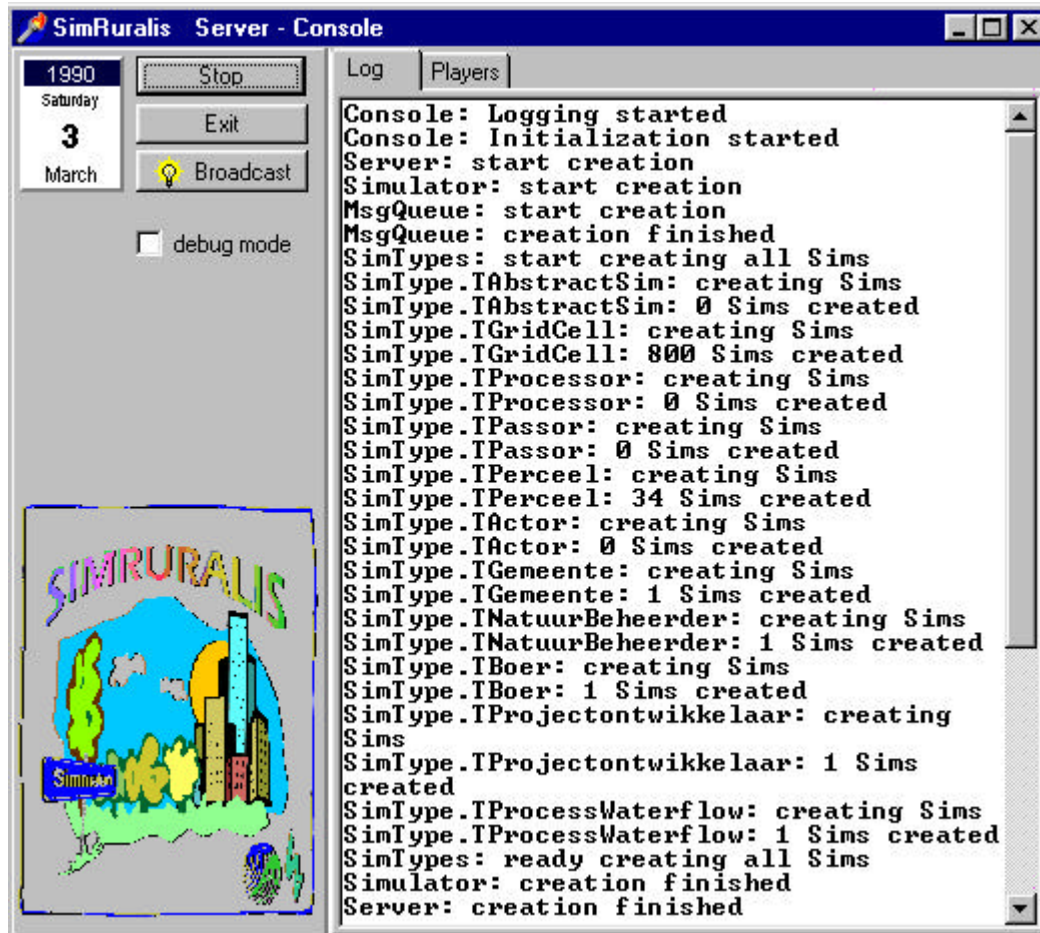 SimRuralis Server - Console
1990
Saturday
3
March
Stop
Exit
Broadcast
debug mode
SIMRURALIS
Log
Players
Console: Logging started
Console: Initialization started
Server: start creation
Simulator: start creation
MsgQueue: start creation
MsgQueue: creation finished
SimTypes: start creating all Sims
SimType.TAbstractSim: creating Sims
SimType.TAbstractSim: 0 Sims created
SimType.TGridCell: creating Sims
SimType.TGridCell: 800 Sims created
SimType.TProcessor: creating Sims
SimType.TProcessor: 0 Sims created
SimType.TPassor: creating Sims
SimType.TPassor: 0 Sims created
SimType.TPerceel: creating Sims
SimType.TPerceel: 34 Sims created
SimType.TActor: creating Sims
SimType.TActor: 0 Sims created
SimType.TGemeente: creating Sims
SimType.TGemeente: 1 Sims created
SimType.TNatuurBeheerder: creating Sims
SimType.TNatuurBeheerder: 1 Sims created
SimType.TBoer: creating Sims
SimType.TBoer: 1 Sims created
SimType.TProjectontwikkelaar: creating
Sims
SimType.TProjectontwikkelaar: 1 Sims
created
SimType.TProcessWaterflow: creating Sims
SimType.TProcessWaterflow: 1 Sims created
SimTypes: ready creating all Sims
Simulator: creation finished
Server: creation finished